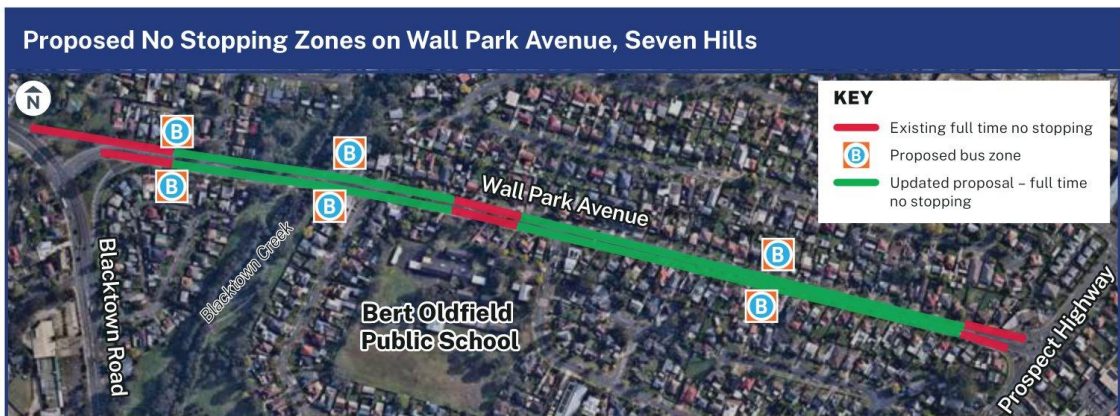 Proposed No Stopping Zones on Wall Park Avenue, Seven Hills
N
KEY
Existing full time no stopping
B
Proposed bus zone
Updated proposal – full time
no stopping
B
B
B
B
Wall Park Avenue
B
B
Blacktown Road
Blacktown Creek
Bert Oldfield
Public School
Prospect Highway